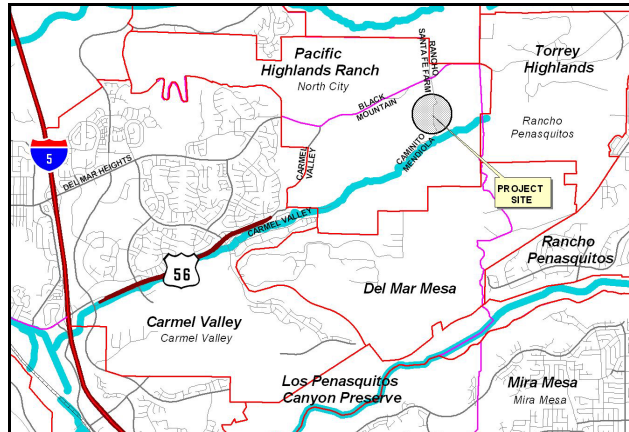 Pacific
Highlands Ranch
North City
RANCHO
SANTA FE FARM
Torrey
Highlands
Rancho
Penasquitos
BLACK
MOUNTAIN
5
DEL MAR HEIGHTS
CARMEL
VALLEY
CAMINITO
MENDIOLA
PROJECT
SITE
CARMEL VALLEY
56
Rancho
Penasquitos
Del Mar Mesa
Carmel Valley
Carmel Valley
Los Penasquitos
Canyon Preserve
Mira Mesa
Mira Mesa